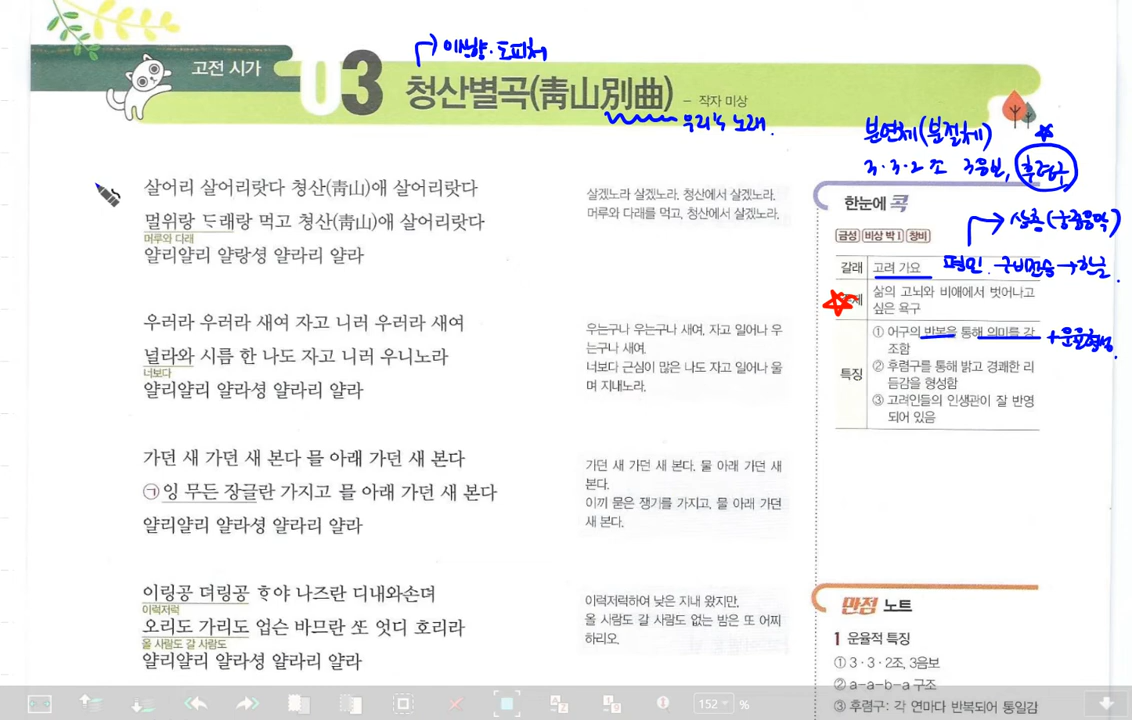 이상향·도피처
고전 시가
03
청산별곡(靑山別曲)
- 작자 미상
우리's 노래.
분연체(분절체)
3·3·2조 3음보, 후렴구
살어리 살어리랏다 쳥산(靑山)애 살어리랏다
멀위랑 ᄃᆞ래랑 먹고 쳥산(靑山)애 살어리랏다
머루와 다래
얄리얄리 얄랑셩 얄라리 얄라
살겠노라 살겠노라. 청산에서 살겠노라.
머루와 다래를 먹고, 청산에서 살겠노라.
우러라 우러라 새여 자고 니러 우러라 새여
널라와 시름 한 나도 자고 니러 우니노라
너보다
얄리얄리 얄라셩 얄라리 얄라
우는구나 우는구나 새여, 자고 일어나 우
는구나 새여.
너보다 근심이 많은 나도 자고 일어나 울
며 지내노라.
가던 새 가던 새 본다 믈 아래 가던 새 본다
㉠ 잉 무든 장글란 가지고 믈 아래 가던 새 본다
얄리얄리 얄라셩 얄라리 얄라
가던 새 가던 새 본다. 물 아래 가던 새
본다.
이끼 묻은 쟁기를 가지고, 물 아래 가던
새 본다.
이링공 뎌링공 ᄒᆞ야 나즈란 디내와손뎌
이럭저럭
오리도 가리도 업슨 바므란 ᄯᅩ 엇디 호리라
올 사람도 갈 사람도
얄리얄리 얄라셩 얄라리 얄라
이럭저럭하여 낮은 지내 왔지만,
올 사람도 갈 사람도 없는 밤은 또 어찌
하리오.
한눈에 콕
상층(궁중음악)
금성 비상 박Ⅰ 창비
갈래 고려 가요
평민. 구비전승→한글.
제 삶의 고뇌와 비애에서 벗어나고
싶은 욕구
특징
① 어구의 반복을 통해 의미를 강
조함
+운율형성.
② 후렴구를 통해 밝고 경쾌한 리
듬감을 형성함
③ 고려인들의 인생관이 잘 반영
되어 있음
만점 노트
1 운율적 특징
① 3·3·2조, 3음보
② a-a-b-a 구조
③ 후렴구: 각 연마다 반복되어 통일감
152 %